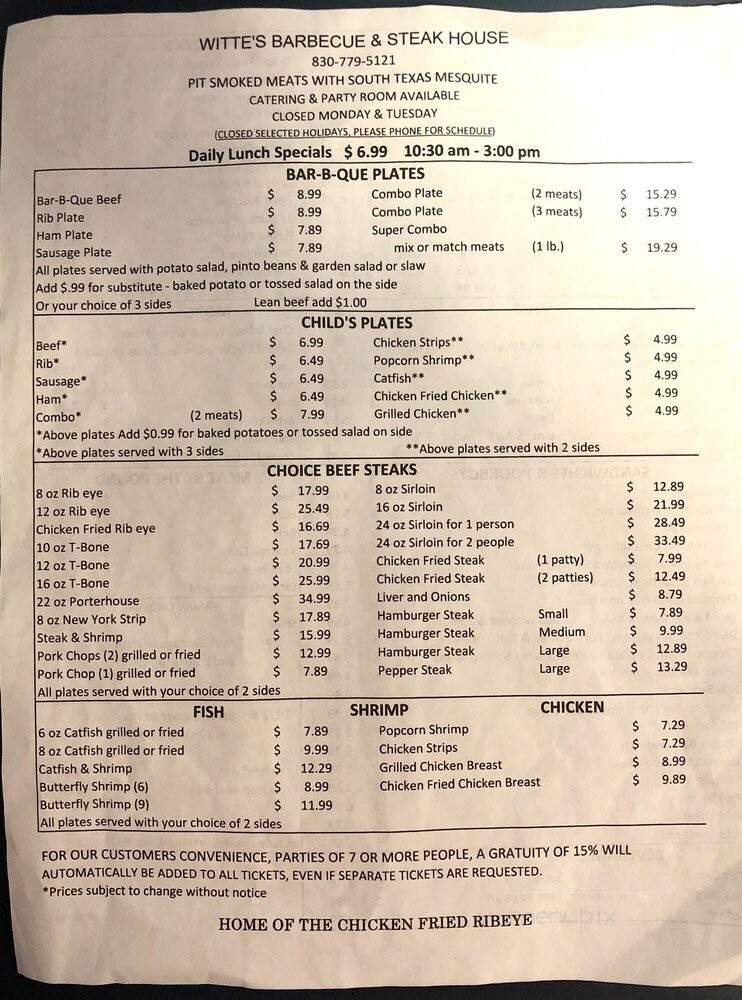 WITTE'S BARBECUE & STEAK HOUSE
830-779-5121
PIT SMOKED MEATS WITH SOUTH TEXAS MESQUITE
CATERING & PARTY ROOM AVAILABLE
CLOSED MONDAY & TUESDAY
(CLOSED SELECTED HOLIDAYS, PLEASE PHONE FOR SCHEDULE)
Daily Lunch Specials $ 6.99 10:30 am - 3:00 pm
BAR-B-QUE PLATES
Bar-B-Que Beef $ 8.99 Combo Plate (2 meats) $ 15.29
Rib Plate $ 8.99 Combo Plate (3 meats) $ 15.79
Ham Plate $ 7.89 Super Combo
Sausage Plate $ 7.89 mix or match meats (1 lb.) $ 19.29
All plates served with potato salad, pinto beans & garden salad or slaw
Add $.99 for substitute - baked potato or tossed salad on the side
Or your choice of 3 sides Lean beef add $1.00
CHILD'S PLATES
Beef* $ 6.99 Chicken Strips** $ 4.99
Rib* $ 6.49 Popcorn Shrimp** $ 4.99
Sausage* $ 6.49 Catfish** $ 4.99
Ham* $ 6.49 Chicken Fried Chicken** $ 4.99
Combo* (2 meats) $ 7.99 Grilled Chicken** $ 4.99
*Above plates Add $0.99 for baked potatoes or tossed salad on side
*Above plates served with 3 sides **Above plates served with 2 sides
CHOICE BEEF STEAKS
8 oz Rib eye $ 17.99 8 oz Sirloin $ 12.89
12 oz Rib eye $ 25.49 16 oz Sirloin $ 21.99
Chicken Fried Rib eye $ 16.69 24 oz Sirloin for 1 person $ 28.49
10 oz T-Bone $ 17.69 24 oz Sirloin for 2 people $ 33.49
12 oz T-Bone $ 20.99 Chicken Fried Steak (1 patty) $ 7.99
16 oz T-Bone $ 25.99 Chicken Fried Steak (2 patties) $ 12.49
22 oz Porterhouse $ 34.99 Liver and Onions $ 8.79
8 oz New York Strip $ 17.89 Hamburger Steak Small $ 7.89
Steak & Shrimp $ 15.99 Hamburger Steak Medium $ 9.99
Pork Chops (2) grilled or fried $ 12.99 Hamburger Steak Large $ 12.89
Pork Chop (1) grilled or fried $ 7.89 Pepper Steak Large $ 13.29
All plates served with your choice of 2 sides
FISH SHRIMP CHICKEN
6 oz Catfish grilled or fried $ 7.89 Popcorn Shrimp $ 7.29
8 oz Catfish grilled or fried $ 9.99 Chicken Strips $ 7.29
Catfish & Shrimp $ 12.29 Grilled Chicken Breast $ 8.99
Butterfly Shrimp (6) $ 8.99 Chicken Fried Chicken Breast $ 9.89
Butterfly Shrimp (9) $ 11.99
All plates served with your choice of 2 sides
FOR OUR CUSTOMERS CONVENIENCE, PARTIES OF 7 OR MORE PEOPLE, A GRATUITY OF 15% WILL
AUTOMATICALLY BE ADDED TO ALL TICKETS, EVEN IF SEPARATE TICKETS ARE REQUESTED.
*Prices subject to change without notice
HOME OF THE CHICKEN FRIED RIBEYE